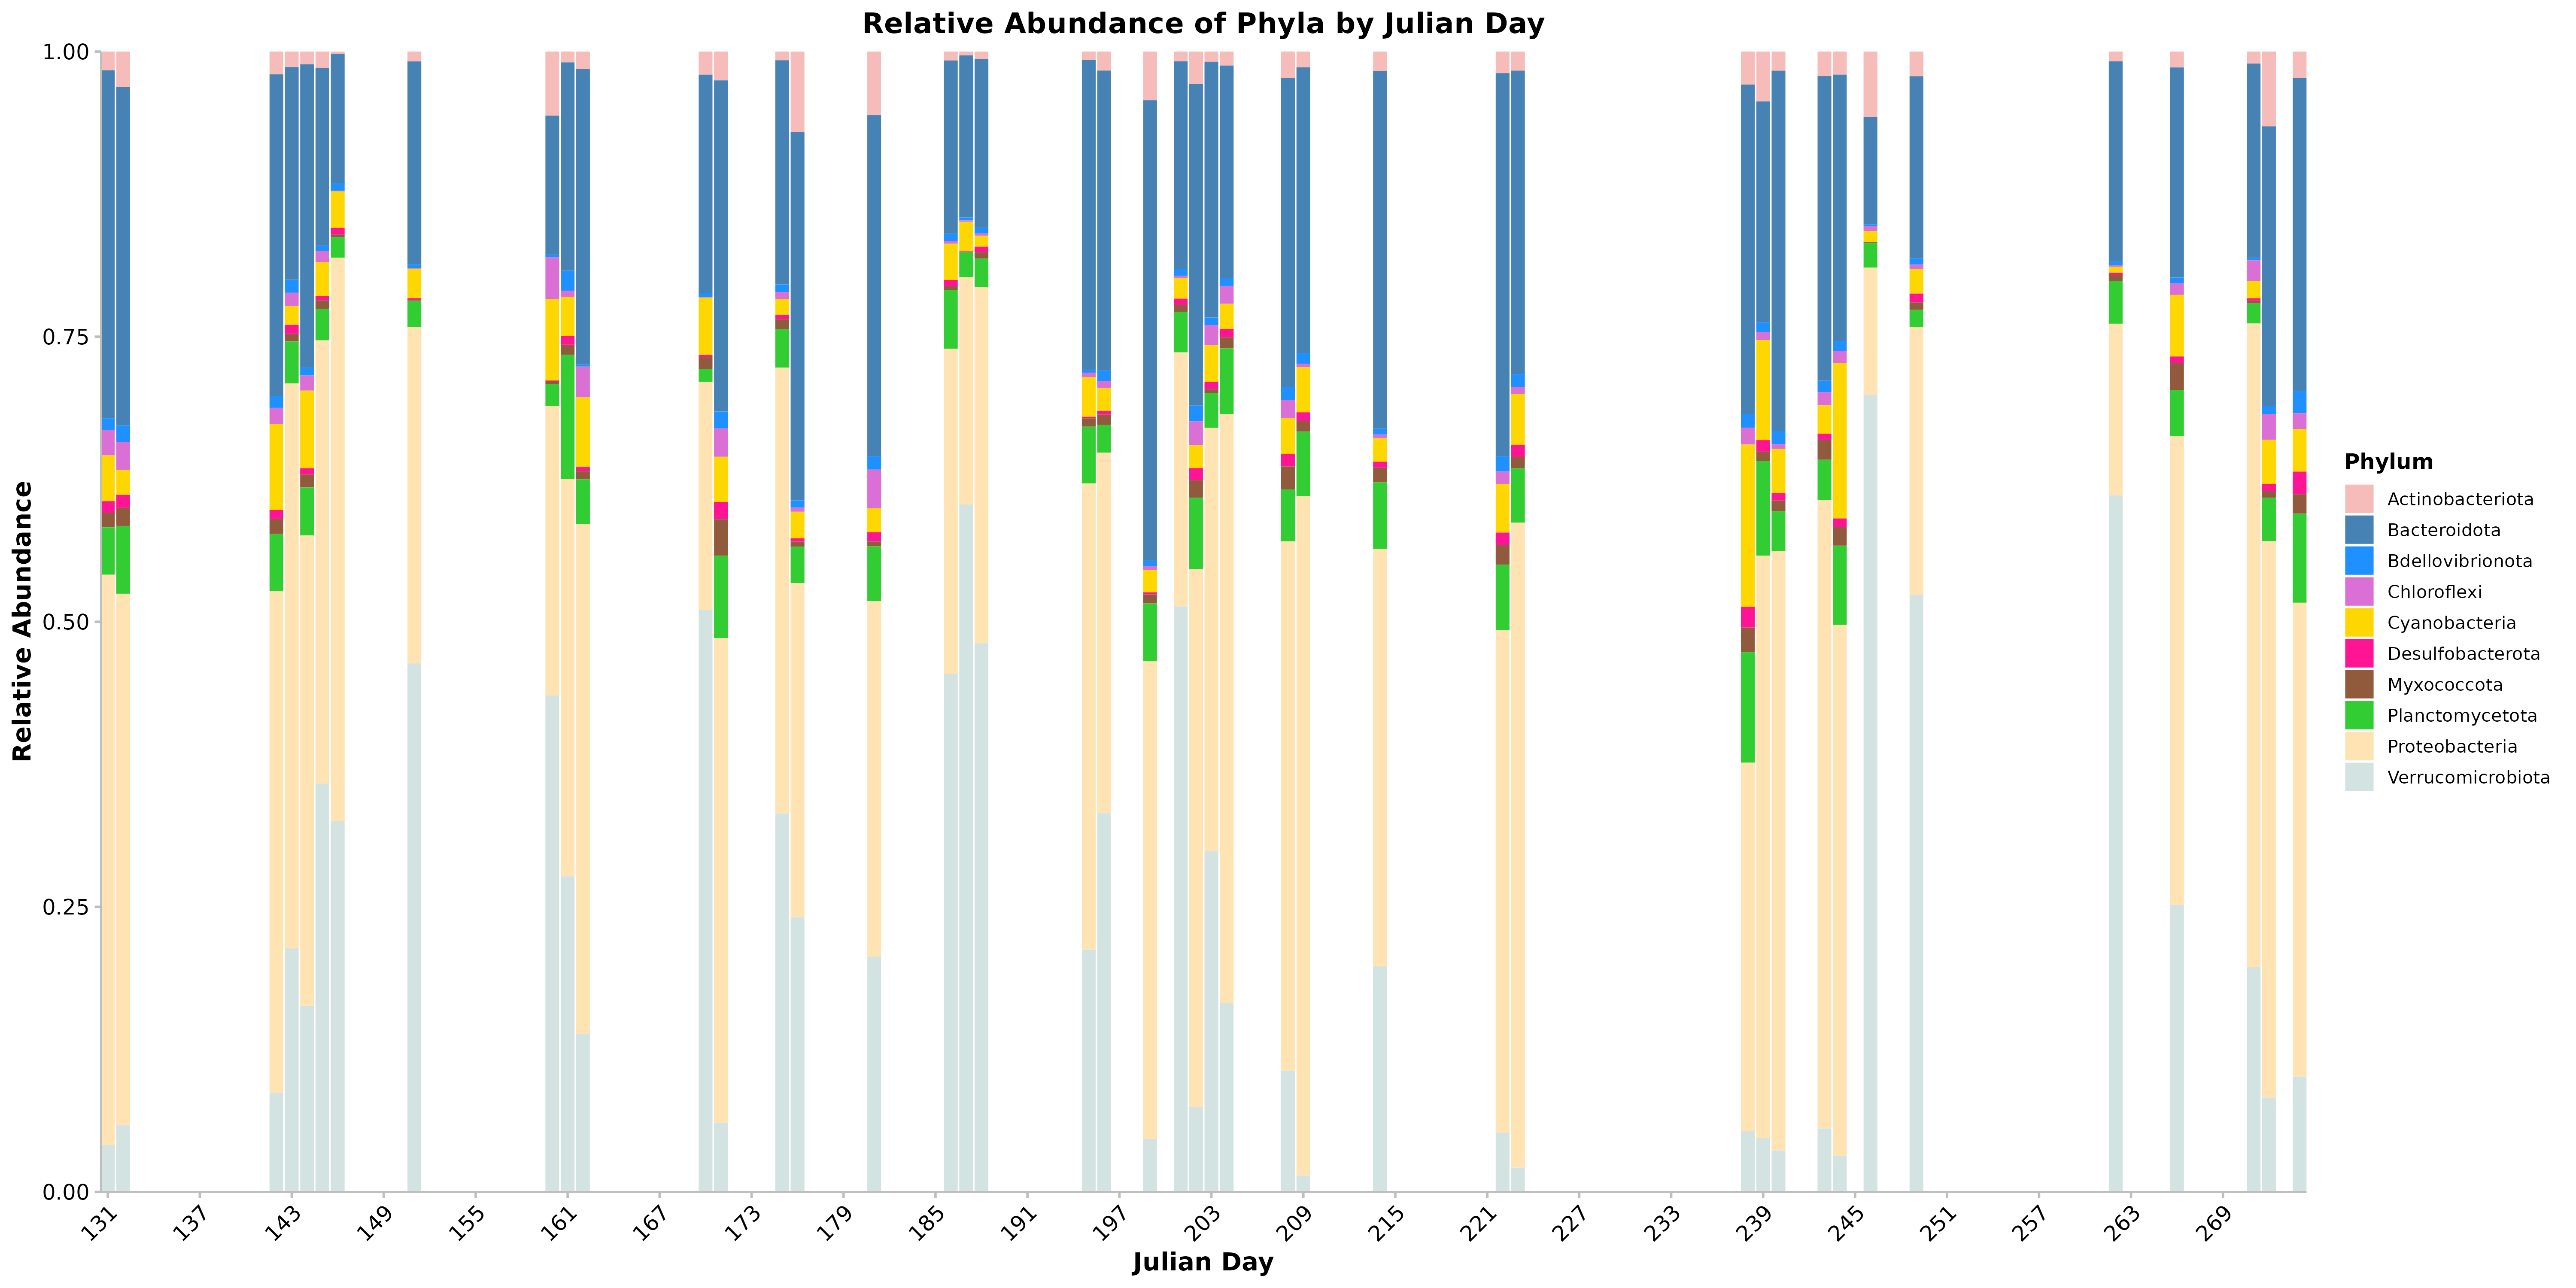 Relative Abundance of Phyla by Julian Day
Relative Abundance
1.00
0.75
0.50
0.25
0.00
131 137 143 149 155 161 167 173 179 185 191 197 203 209 215 221 227 233 239 245 251 257 263 269
Julian Day
Phylum
Actinobacteriota
Bacteroidota
Bdellovibrionota
Chloroflexi
Cyanobacteria
Desulfobacterota
Myxococcota
Planctomycetota
Proteobacteria
Verrucomicrobiota